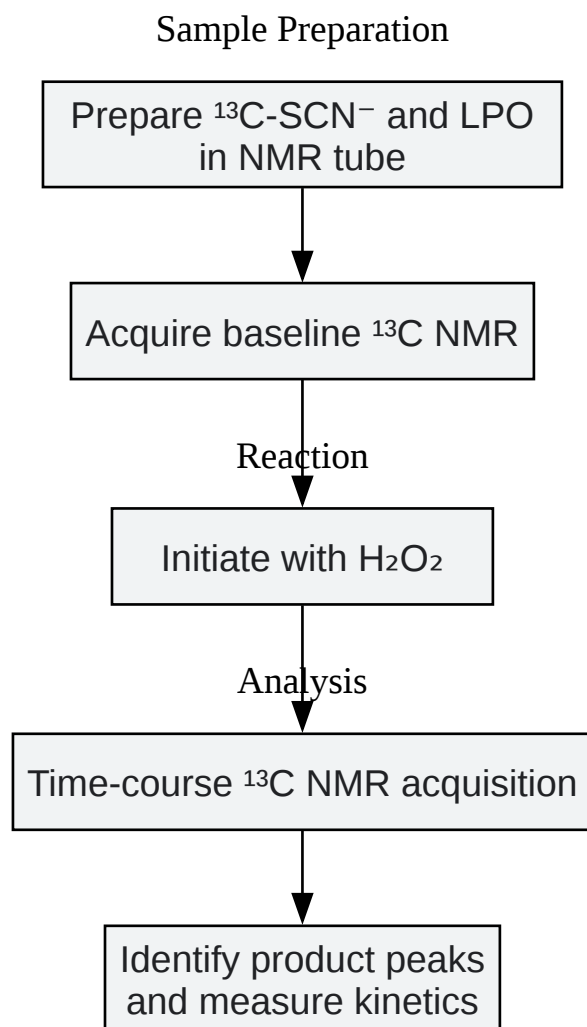 Sample Preparation
Prepare ¹³C-SCN⁻ and LPO
in NMR tube
Acquire baseline ¹³C NMR
Reaction
Initiate with H₂O₂
Analysis
Time-course ¹³C NMR acquisition
Identify product peaks
and measure kinetics